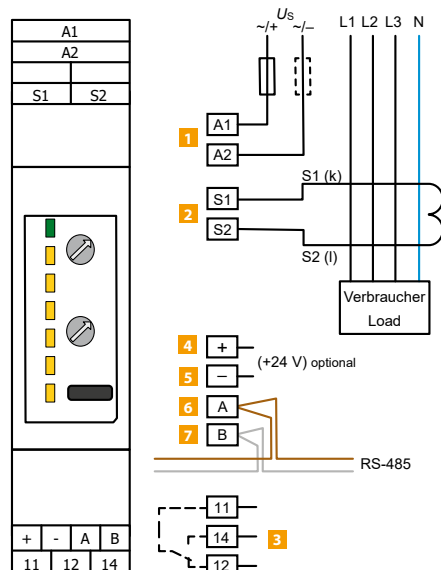 A1
A2
S1 S2
+ - A B
11 12 14
US
~/+ ~/–
L1 L2 L3 N
1 A1
A2
S1 (k)
2 S1
S2
S2 (l)
Verbraucher
Load
4 +
(+24 V) optional
5 –
6 A
7 B
RS-485
11
14 3
12